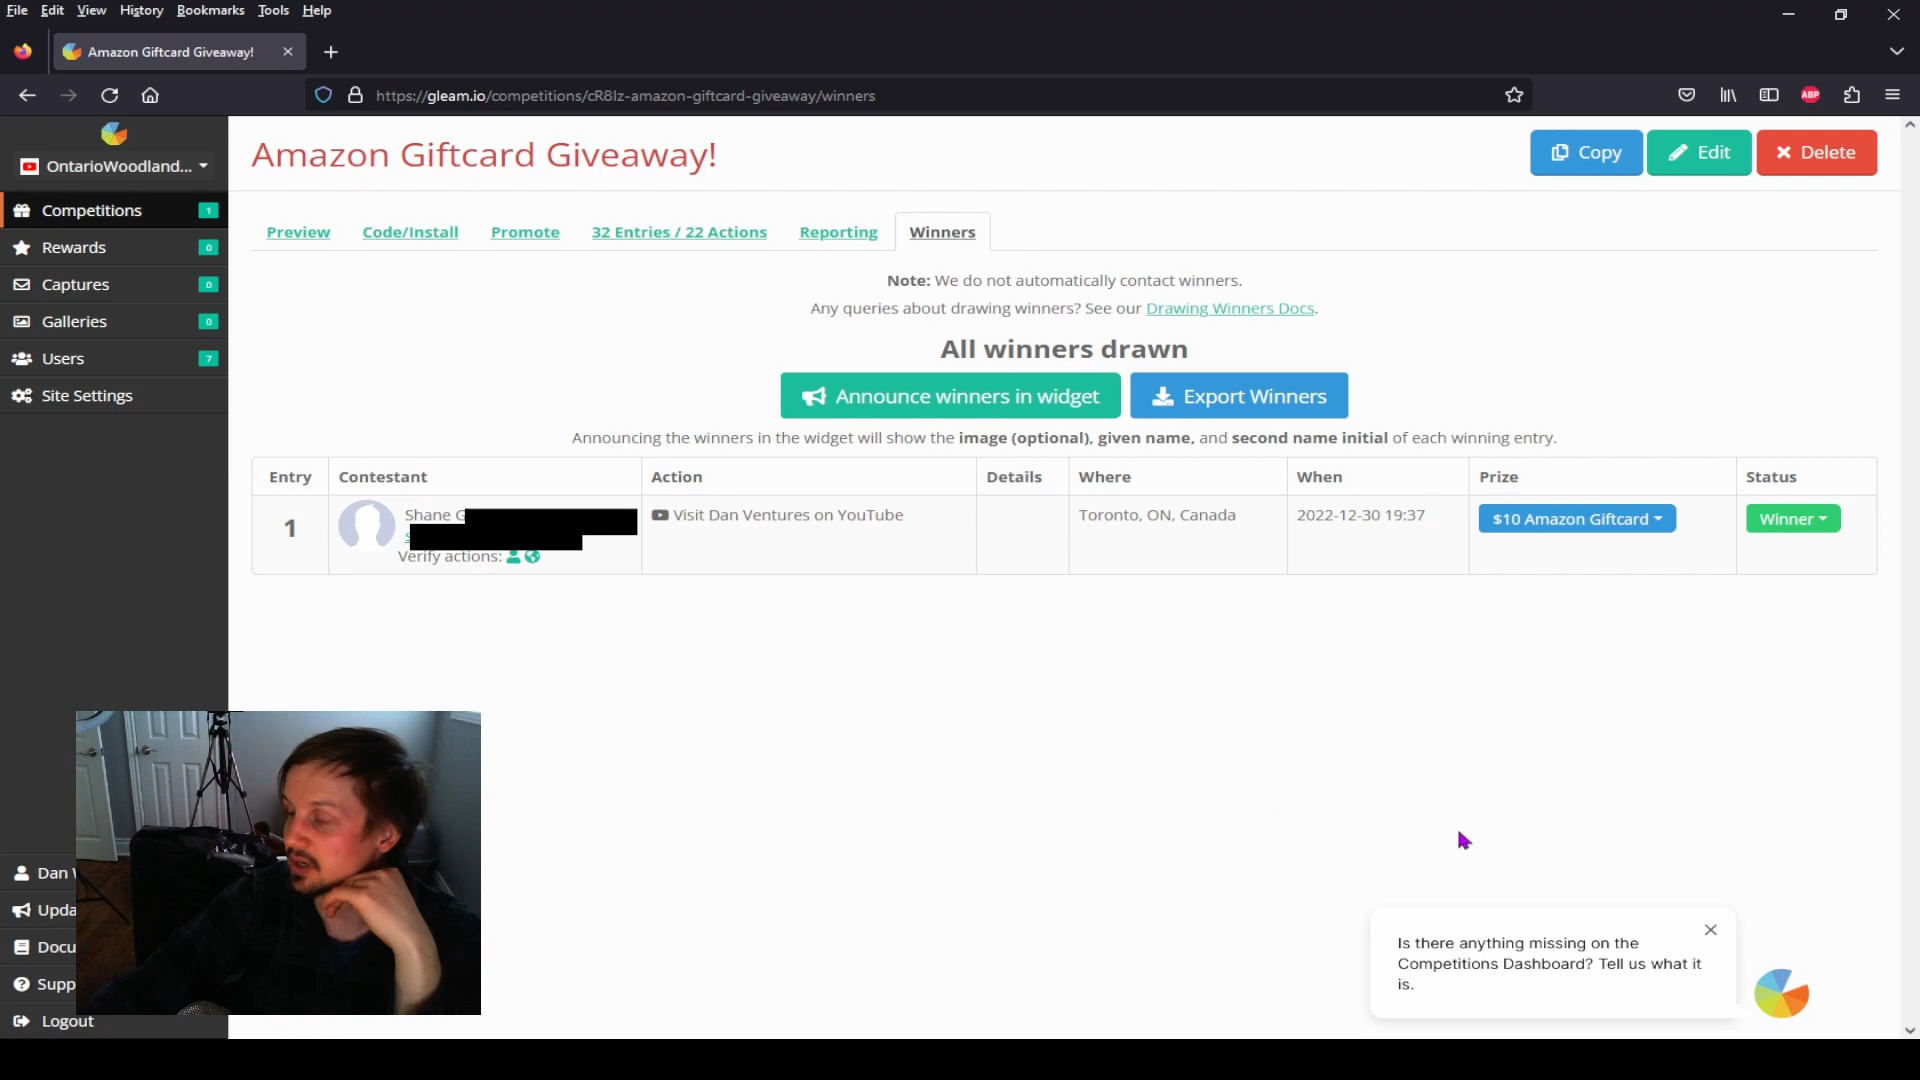 File Edit View History Bookmarks Tools Help
Amazon Giftcard Giveaway!
https://gleam.io/competitions/cR8Iz-amazon-giftcard-giveaway/winners
ABP
OntarioWoodland...
Competitions 1
Rewards 0
Captures 0
Galleries 0
Users 7
Site Settings
Dan
Upda
Docu
Supp
Logout
Amazon Giftcard Giveaway!
Copy
Edit
Delete
Preview
Code/Install
Promote
32 Entries / 22 Actions
Reporting
Winners
Note: We do not automatically contact winners.
Any queries about drawing winners? See our Drawing Winners Docs.
All winners drawn
Announce winners in widget
Export Winners
Announcing the winners in the widget will show the image (optional), given name, and second name initial of each winning entry.
Entry Contestant Action Details Where When Prize Status
1 Shane G Visit Dan Ventures on YouTube Toronto, ON, Canada 2022-12-30 19:37 $10 Amazon Giftcard Winner
Verify actions:
Is there anything missing on the
Competitions Dashboard? Tell us what it
is.